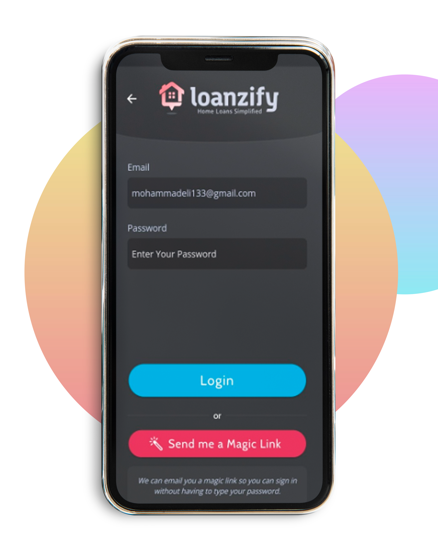 loanzify
Home Loans Simplified
Email
mohammadeli133@gmail.com
Password
Enter Your Password
Login
or
Send me a Magic Link
We can email you a magic link so you can sign in
without having to type your password.